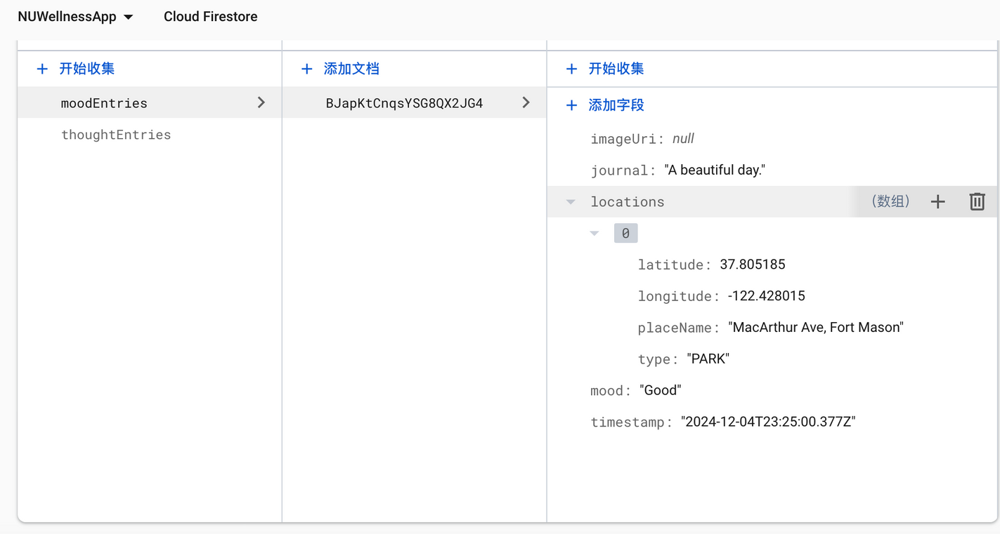 NUWellnessApp Cloud Firestore
+ 开始收集
moodEntries
thoughtEntries
+ 添加文档
BJapKtCnqsYSG8QX2JG4
+ 开始收集
+ 添加字段
imageUri: null
journal: "A beautiful day."
locations (数组)
0
latitude: 37.805185
longitude: -122.428015
placeName: "MacArthur Ave, Fort Mason"
type: "PARK"
mood: "Good"
timestamp: "2024-12-04T23:25:00.377Z"